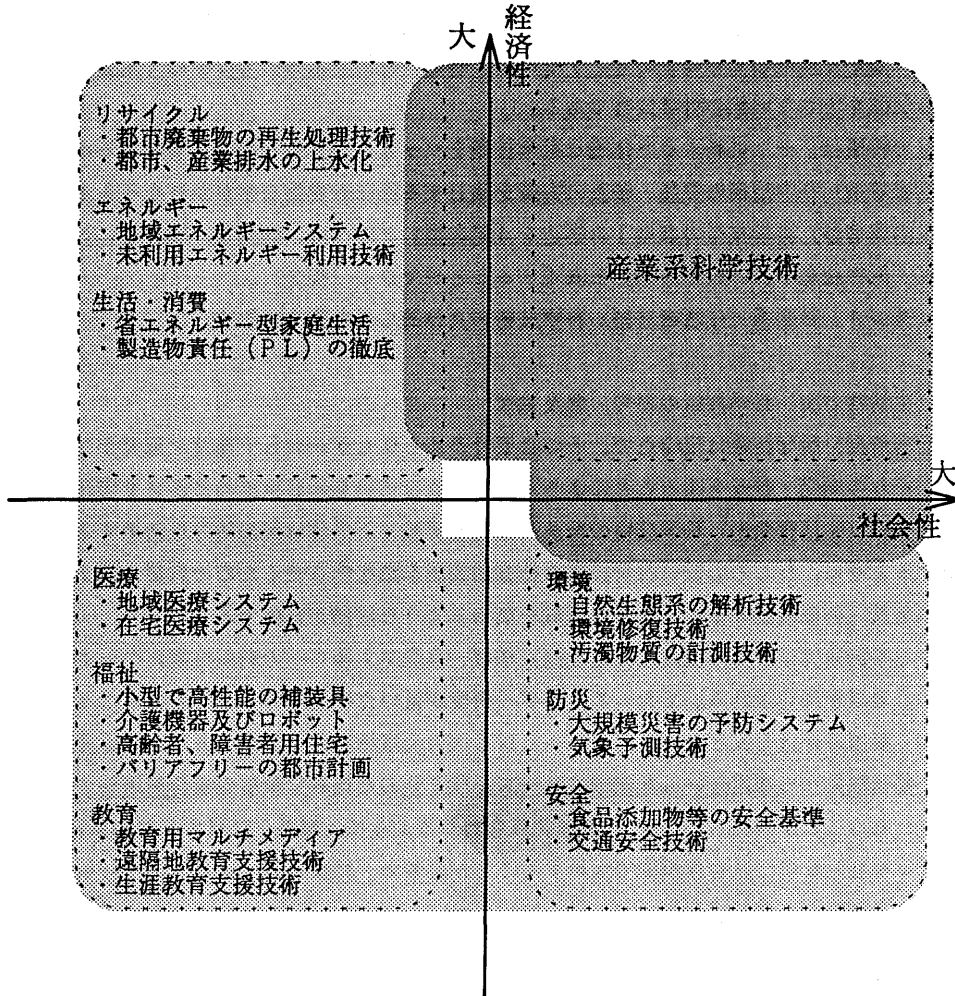 大
経済性
リサイクル
・都市廃棄物の再生処理技術
・都市、産業排水の上水化
エネルギー
・地域エネルギーシステム
・未利用エネルギー利用技術
生活・消費
・省エネルギー型家庭生活
・製造物責任（ＰＬ）の徹底
産業系科学技術
大
社会性
医療
・地域医療システム
・在宅医療システム
福祉
・小型で高性能の補装具
・介護機器及びロボット
・高齢者、障害者用住宅
・バリアフリーの都市計画
教育
・教育用マルチメディア
・遠隔地教育支援技術
・生涯教育支援技術
環境
・自然生態系の解析技術
・環境修復技術
・汚濁物質の計測技術
防災
・大規模災害の予防システム
・気象予測技術
安全
・食品添加物等の安全基準
・交通安全技術